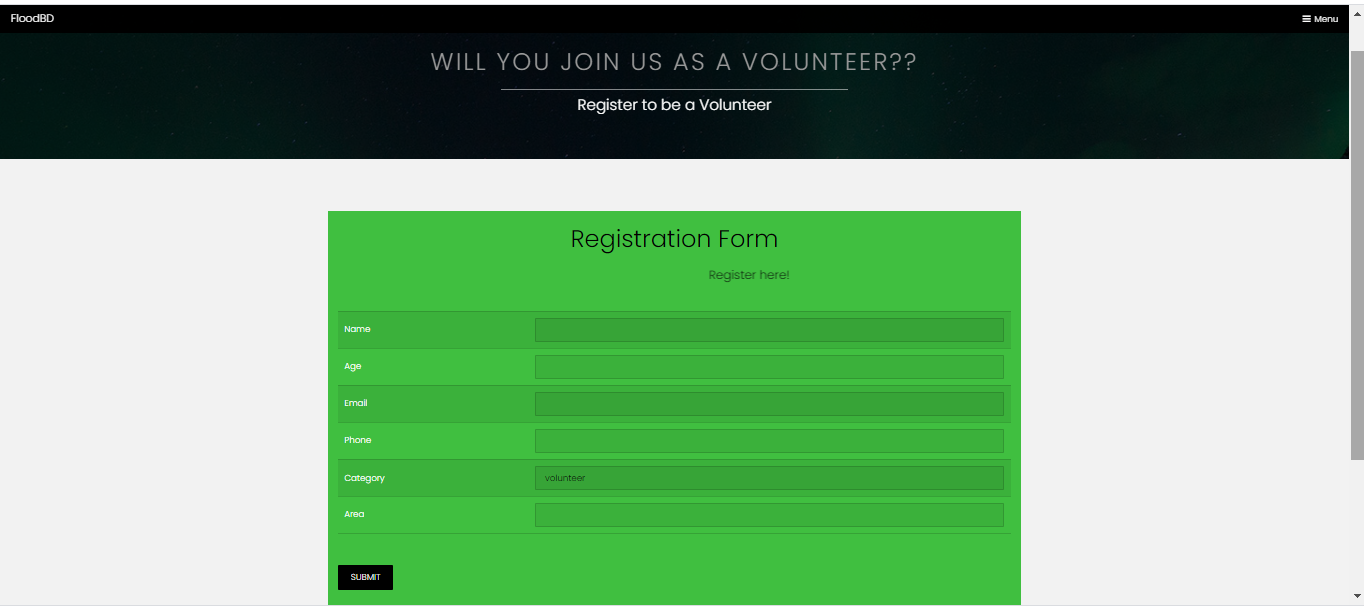 FloodBD
Menu
WILL YOU JOIN US AS A VOLUNTEER??
Register to be a Volunteer
Registration Form
Register here!
Name
Age
Email
Phone
Category
volunteer
Area
SUBMIT